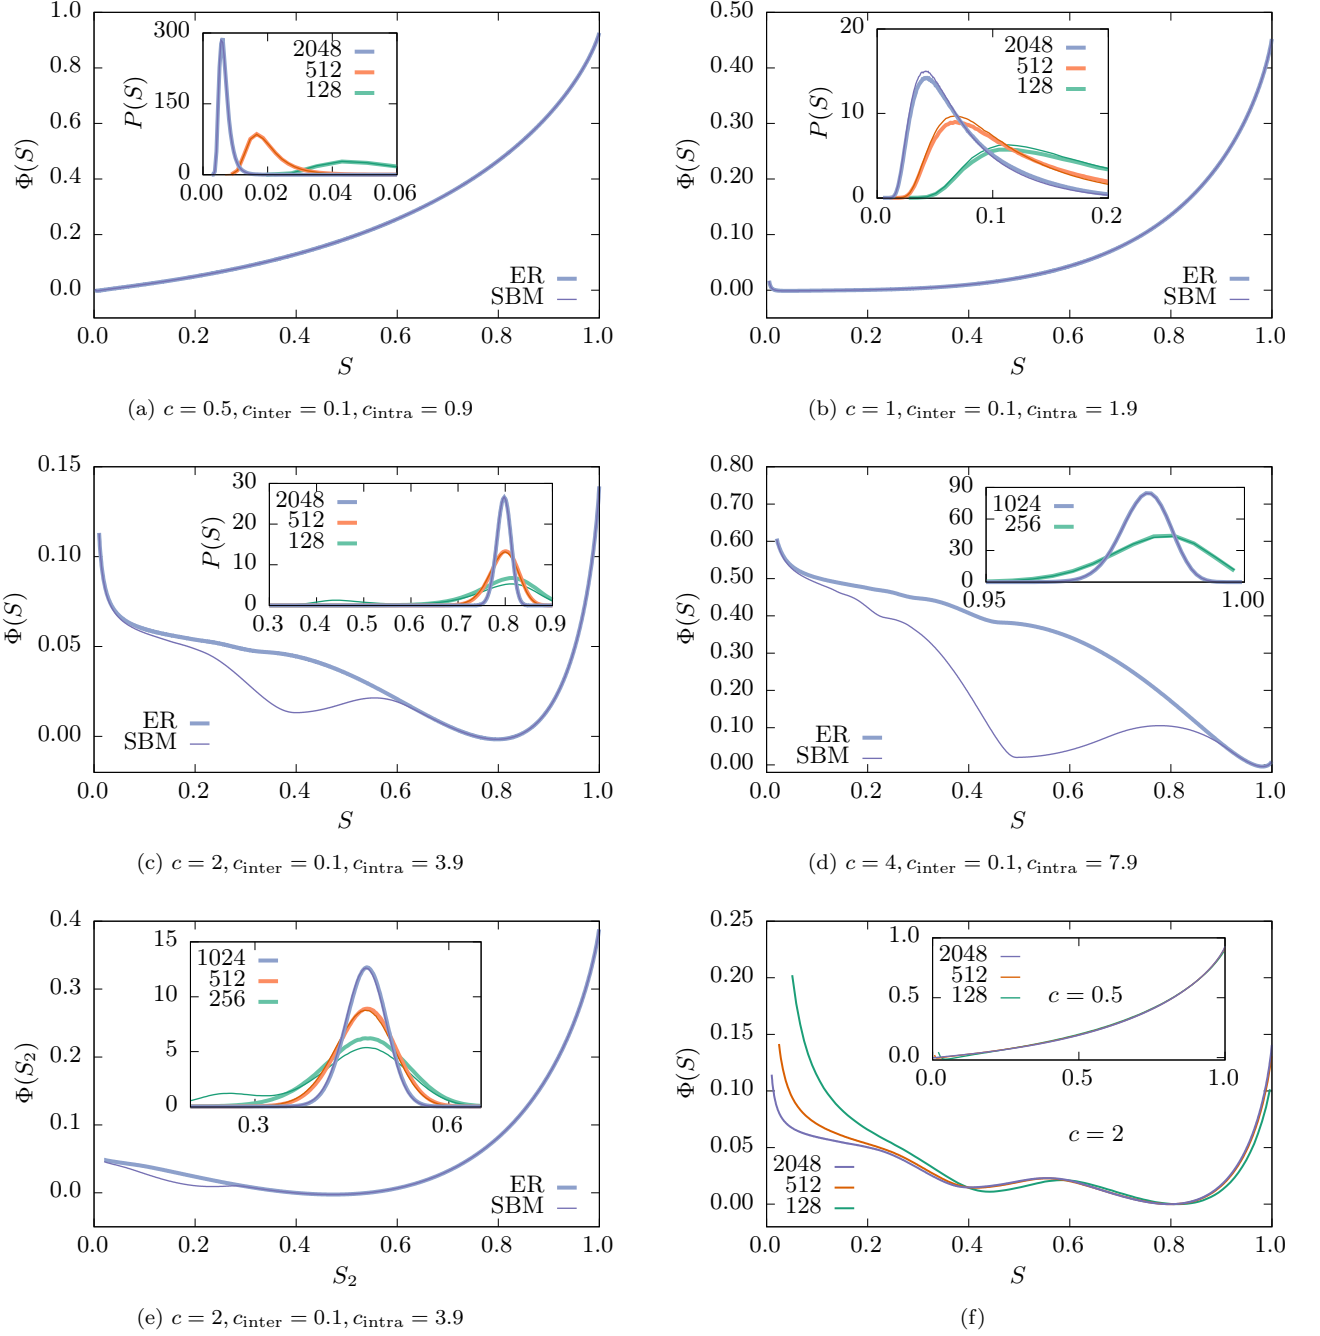 1.0
0.8
0.6
0.4
0.2
0.0
Φ(S)
300
150
0
P(S)
2048
512
128
0.00 0.02 0.04 0.06
ER
SBM
0.0 0.2 0.4 0.6 0.8 1.0
S
(a) c = 0.5, c_inter = 0.1, c_intra = 0.9
0.50
0.40
0.30
0.20
0.10
0.00
Φ(S)
20
10
0
P(S)
2048
512
128
0.0 0.1 0.2
ER
SBM
0.0 0.2 0.4 0.6 0.8 1.0
S
(b) c = 1, c_inter = 0.1, c_intra = 1.9
0.15
0.10
0.05
0.00
Φ(S)
30
20
10
0
P(S)
2048
512
128
0.3 0.4 0.5 0.6 0.7 0.8 0.9
ER
SBM
0.0 0.2 0.4 0.6 0.8 1.0
S
(c) c = 2, c_inter = 0.1, c_intra = 3.9
0.80
0.70
0.60
0.50
0.40
0.30
0.20
0.10
0.00
Φ(S)
90
60
30
0
1024
256
0.95 1.00
ER
SBM
0.0 0.2 0.4 0.6 0.8 1.0
S
(d) c = 4, c_inter = 0.1, c_intra = 7.9
0.4
0.3
0.2
0.1
0.0
Φ(S₂)
15
10
5
0
1024
512
256
0.3 0.6
ER
SBM
0.0 0.2 0.4 0.6 0.8 1.0
S₂
(e) c = 2, c_inter = 0.1, c_intra = 3.9
0.25
0.20
0.15
0.10
0.05
0.00
Φ(S)
1.0
0.5
0.0
2048
512
128
c = 0.5
0.0 0.5 1.0
c = 2
2048
512
128
0.0 0.2 0.4 0.6 0.8 1.0
S
(f)